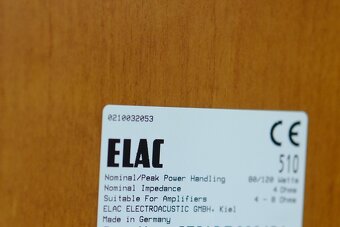 0210032053
CE
ELAC 510
Nominal/Peak Power Handling 80/120 Watts
Nominal Impedance 4 Ohms
Suitable For Amplifiers 4 - 8 Ohms
ELAC ELECTROACUSTIC GMBH, Kiel
Made in Germany